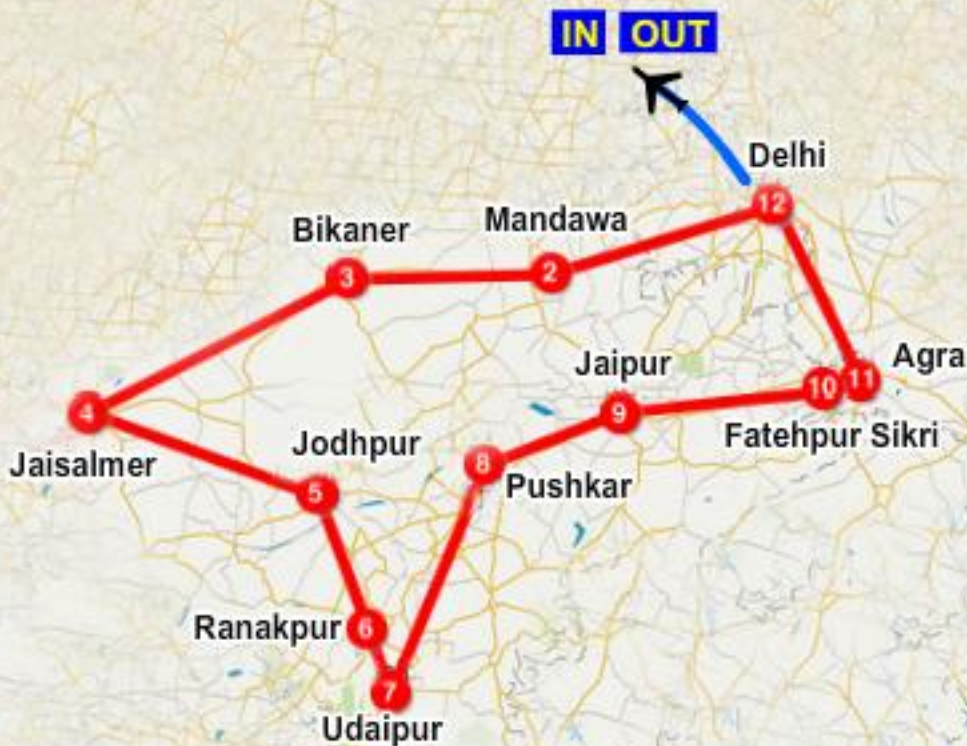 IN OUT
Delhi
12
Mandawa
2
Bikaner
3
Jaisalmer
4
Jodhpur
5
Ranakpur
6
Udaipur
7
Pushkar
8
Jaipur
9
Fatehpur Sikri
10
Agra
11